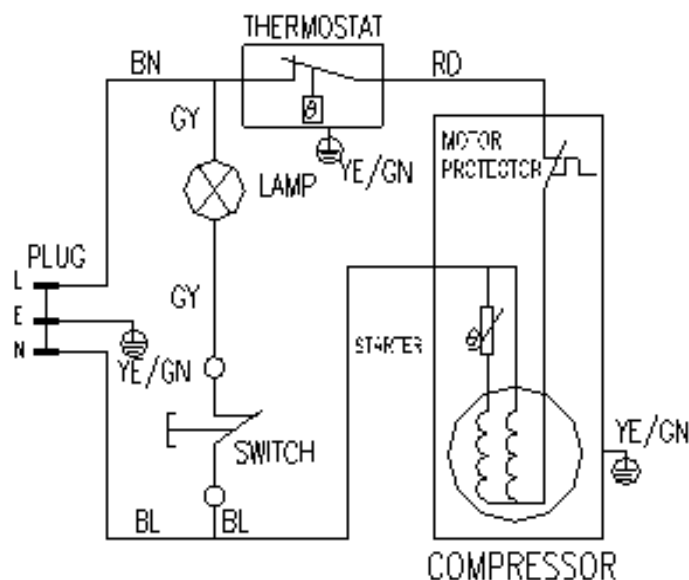 THERMOSTAT
BN
RD
GY
θ
MOTOR
PROTECTOR
YE/GN
LAMP
PLUG
L
GY
E
N
STARTER
θ
YE/GN
YE/GN
SWITCH
BL
BL
COMPRESSOR